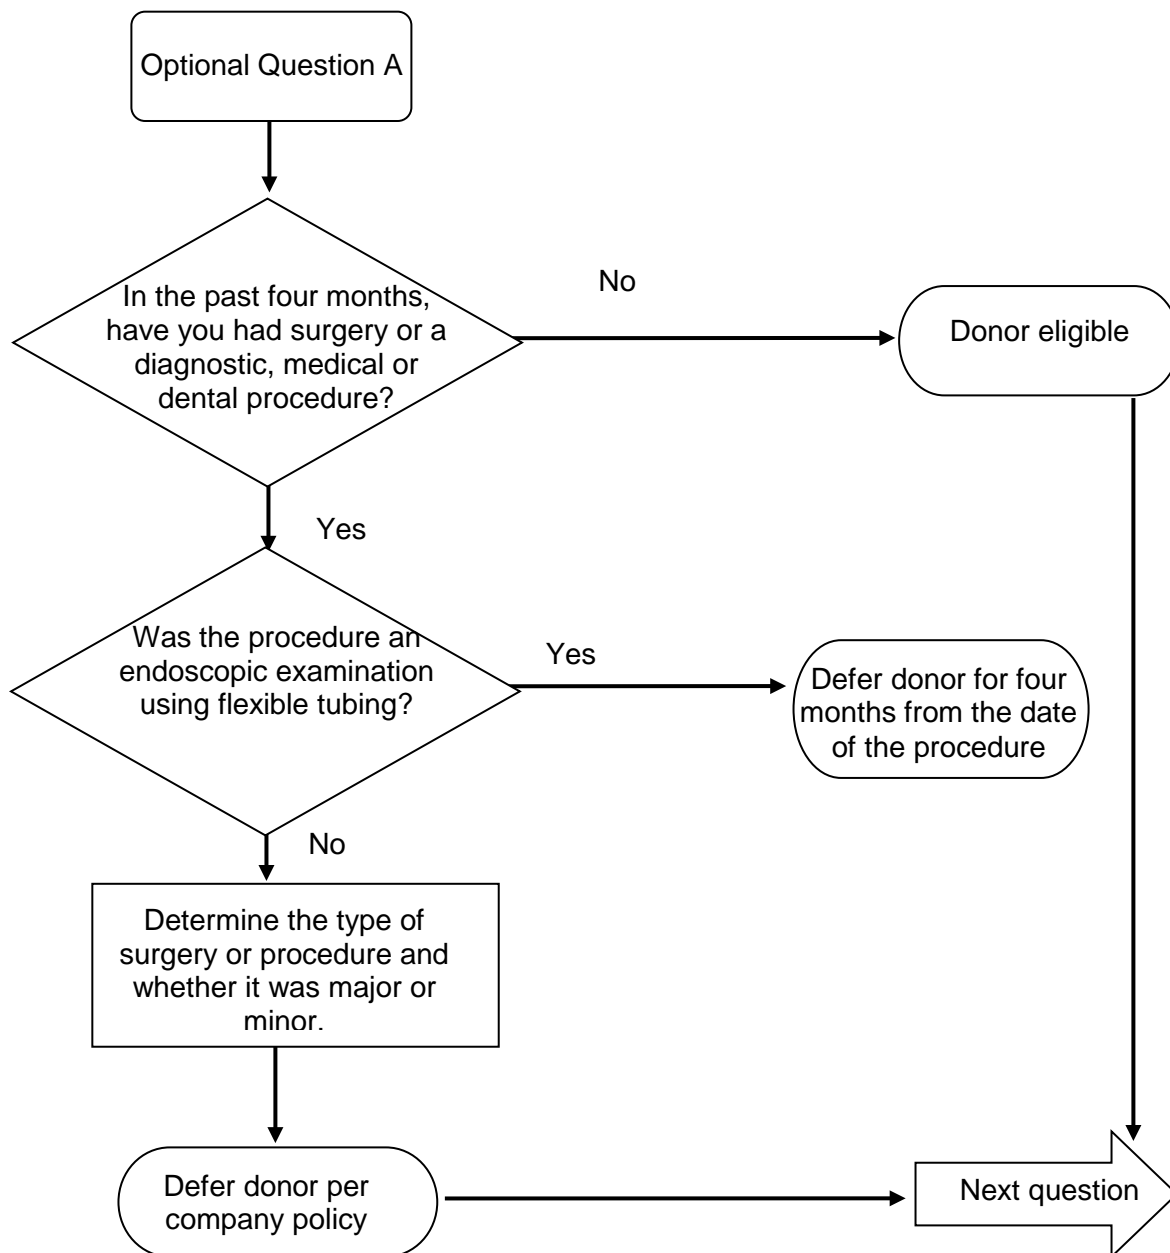 Optional Question A
In the past four months,
have you had surgery or a
diagnostic, medical or
dental procedure?
No
Donor eligible
Yes
Was the procedure an
endoscopic examination
using flexible tubing?
Yes
Defer donor for four
months from the date
of the procedure
No
Determine the type of
surgery or procedure and
whether it was major or
minor.
Defer donor per
company policy
Next question